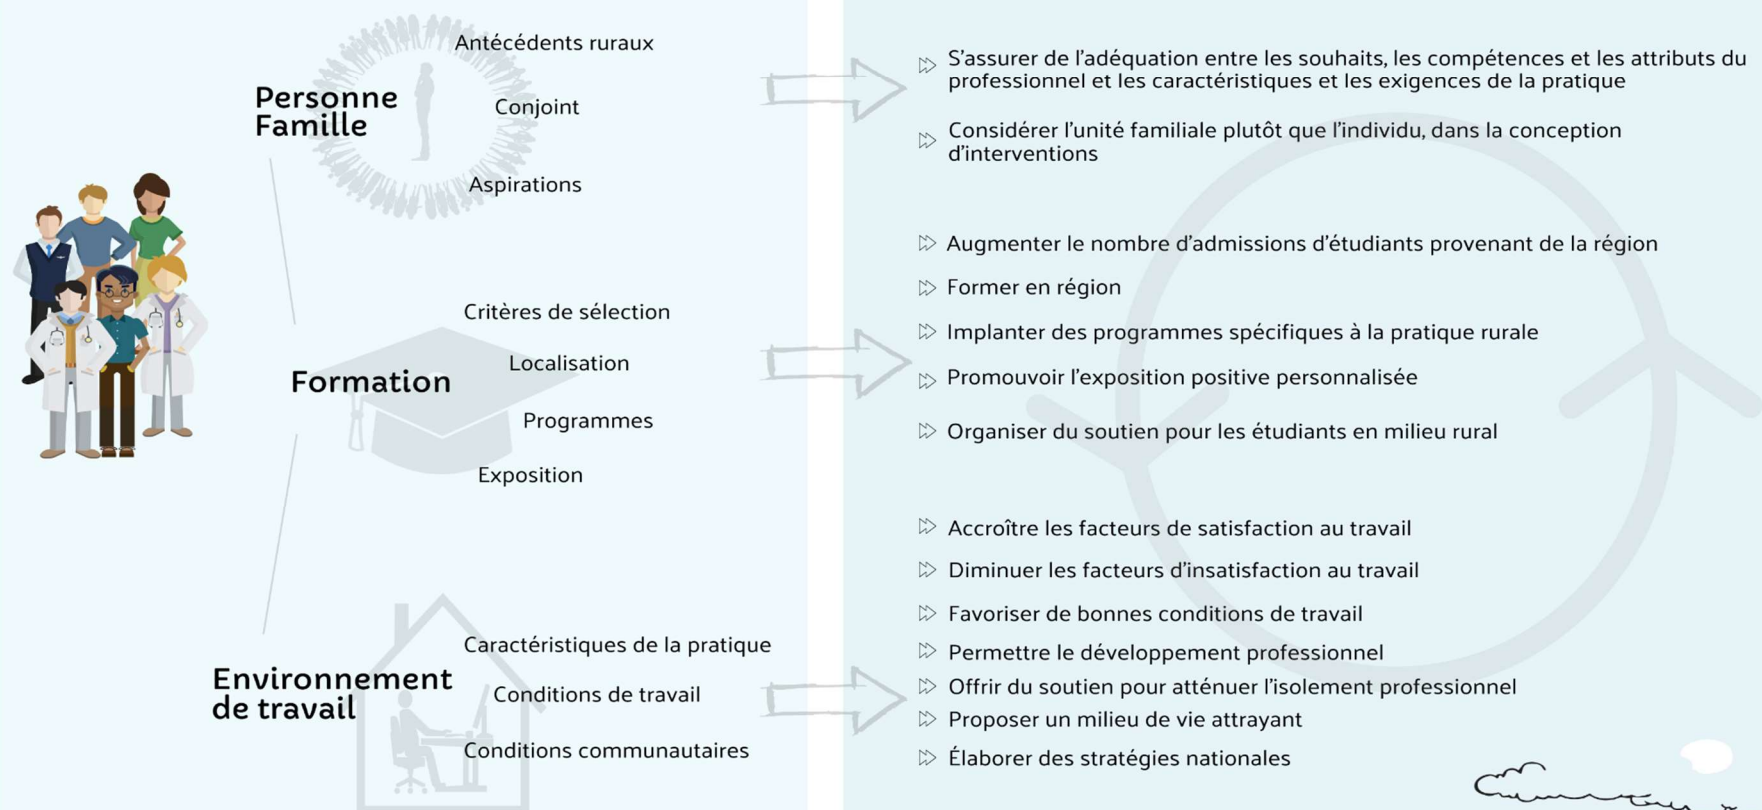 Personne
Famille
Antécédents ruraux
Conjoint
Aspirations
S'assurer de l'adéquation entre les souhaits, les compétences et les attributs du
professionnel et les caractéristiques et les exigences de la pratique
Considérer l'unité familiale plutôt que l'individu, dans la conception
d'interventions
Formation
Critères de sélection
Localisation
Programmes
Exposition
Augmenter le nombre d'admissions d'étudiants provenant de la région
Former en région
Implanter des programmes spécifiques à la pratique rurale
Promouvoir l'exposition positive personnalisée
Organiser du soutien pour les étudiants en milieu rural
Environnement
de travail
Caractéristiques de la pratique
Conditions de travail
Conditions communautaires
Accroître les facteurs de satisfaction au travail
Diminuer les facteurs d'insatisfaction au travail
Favoriser de bonnes conditions de travail
Permettre le développement professionnel
Offrir du soutien pour atténuer l'isolement professionnel
Proposer un milieu de vie attrayant
Élaborer des stratégies nationales